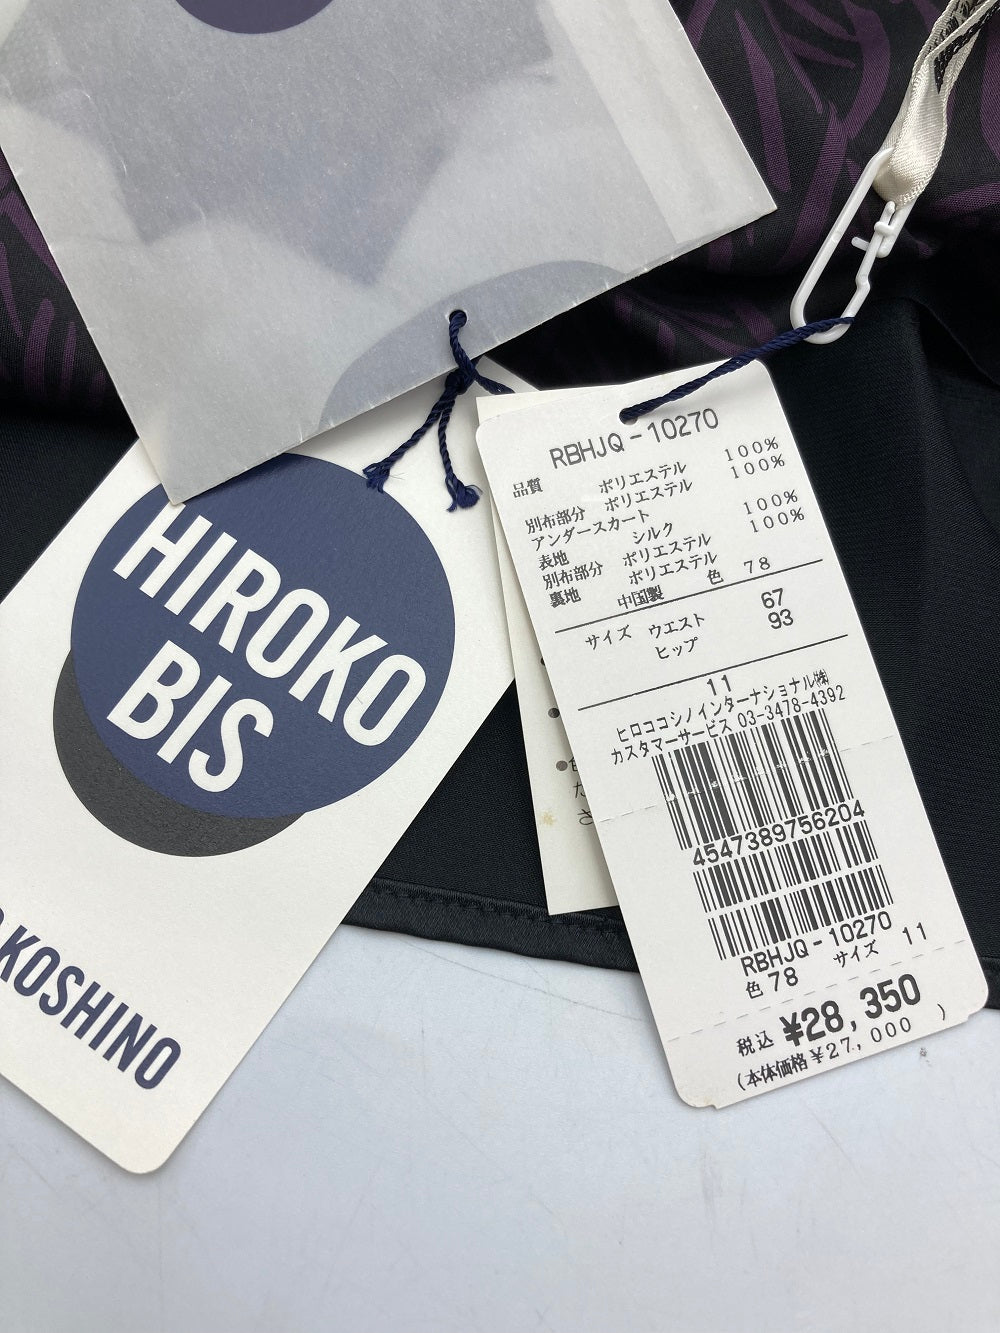 HIROKO
BIS
KOSHINO
RBHJQ-10270
品質 ポリエステル 100%
別布部分 ポリエステル 100%
アンダースカート
表地 シルク 100%
別布部分 ポリエステル 100%
裏地 ポリエステル
中国製 色 78
サイズ ウエスト 67
ヒップ 93
11
ヒロココシノインターナショナル㈱
カスタマーサービス 03-3478-4392
4547389756204
RBHJQ-10270
色 78 サイズ 11
税込 ¥28,350
(本体価格¥27,000 )
た
さ